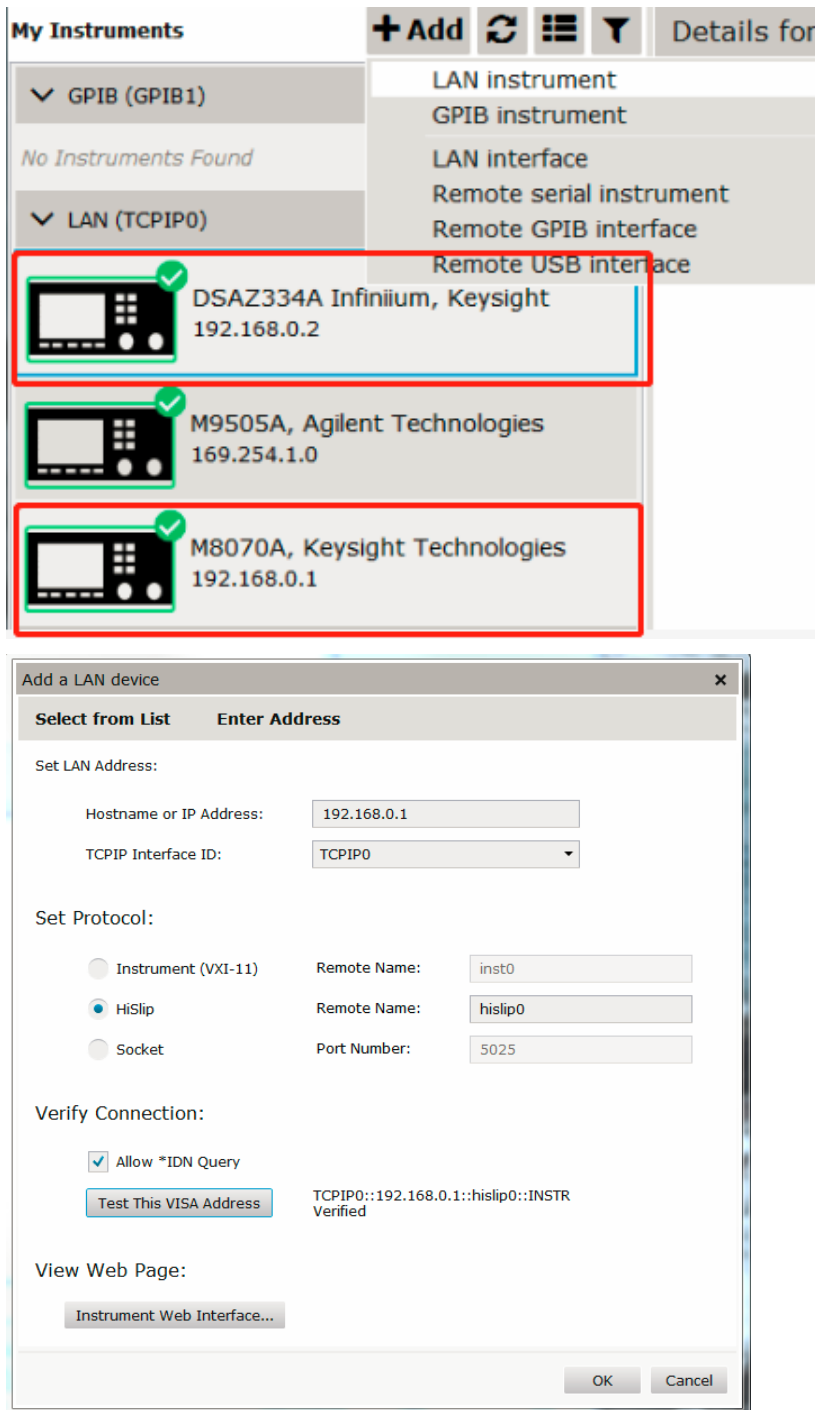 My Instruments
+ Add
Details for
LAN instrument
GPIB (GPIB1)
GPIB instrument
No Instruments Found
LAN interface
Remote serial instrument
LAN (TCPIP0)
Remote GPIB interface
Remote USB interface
DSAZ334A Infiniium, Keysight
192.168.0.2
M9505A, Agilent Technologies
169.254.1.0
M8070A, Keysight Technologies
192.168.0.1
Add a LAN device
Select from List Enter Address
Set LAN Address:
Hostname or IP Address: 192.168.0.1
TCPIP Interface ID: TCPIP0
Set Protocol:
Instrument (VXI-11) Remote Name: inst0
HiSlip Remote Name: hislip0
Socket Port Number: 5025
Verify Connection:
Allow *IDN Query
Test This VISA Address TCPIP0::192.168.0.1::hislip0::INSTR
Verified
View Web Page:
Instrument Web Interface...
OK Cancel